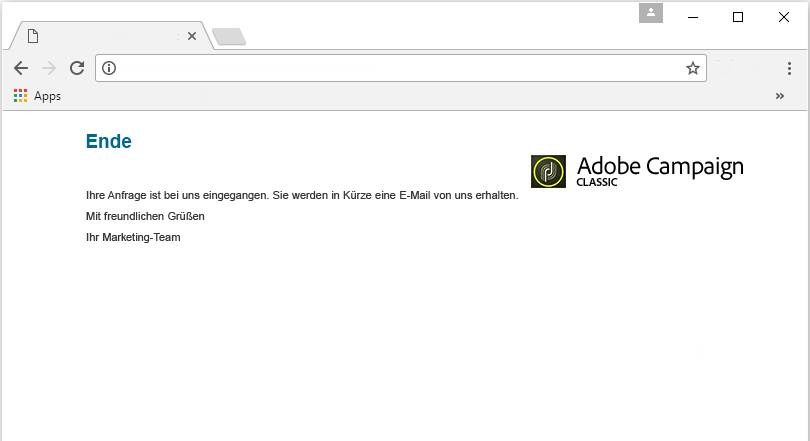 Apps
Ende
Adobe Campaign
CLASSIC
Ihre Anfrage ist bei uns eingegangen. Sie werden in Kürze eine E-Mail von uns erhalten.
Mit freundlichen Grüßen
Ihr Marketing-Team